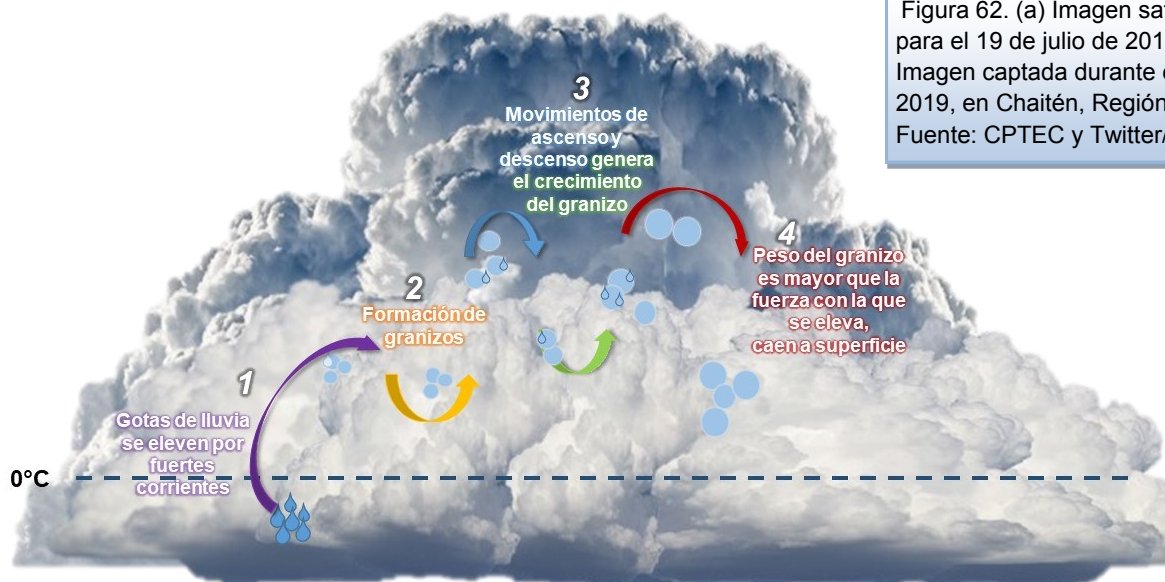 Figura 62. (a) Imagen
para el 19 de julio de
Imagen captada durante
2019, en Chaitén, Región
Fuente: CPTEC y
3
Movimientos de
ascenso y
descenso genera
el crecimiento
del granizo
4
Peso del granizo
es mayor que la
fuerza con la que
se eleva,
caen a superficie
2
Formación de
granizos
1
Gotas de lluvia
se eleven por
fuertes
corrientes
0°C